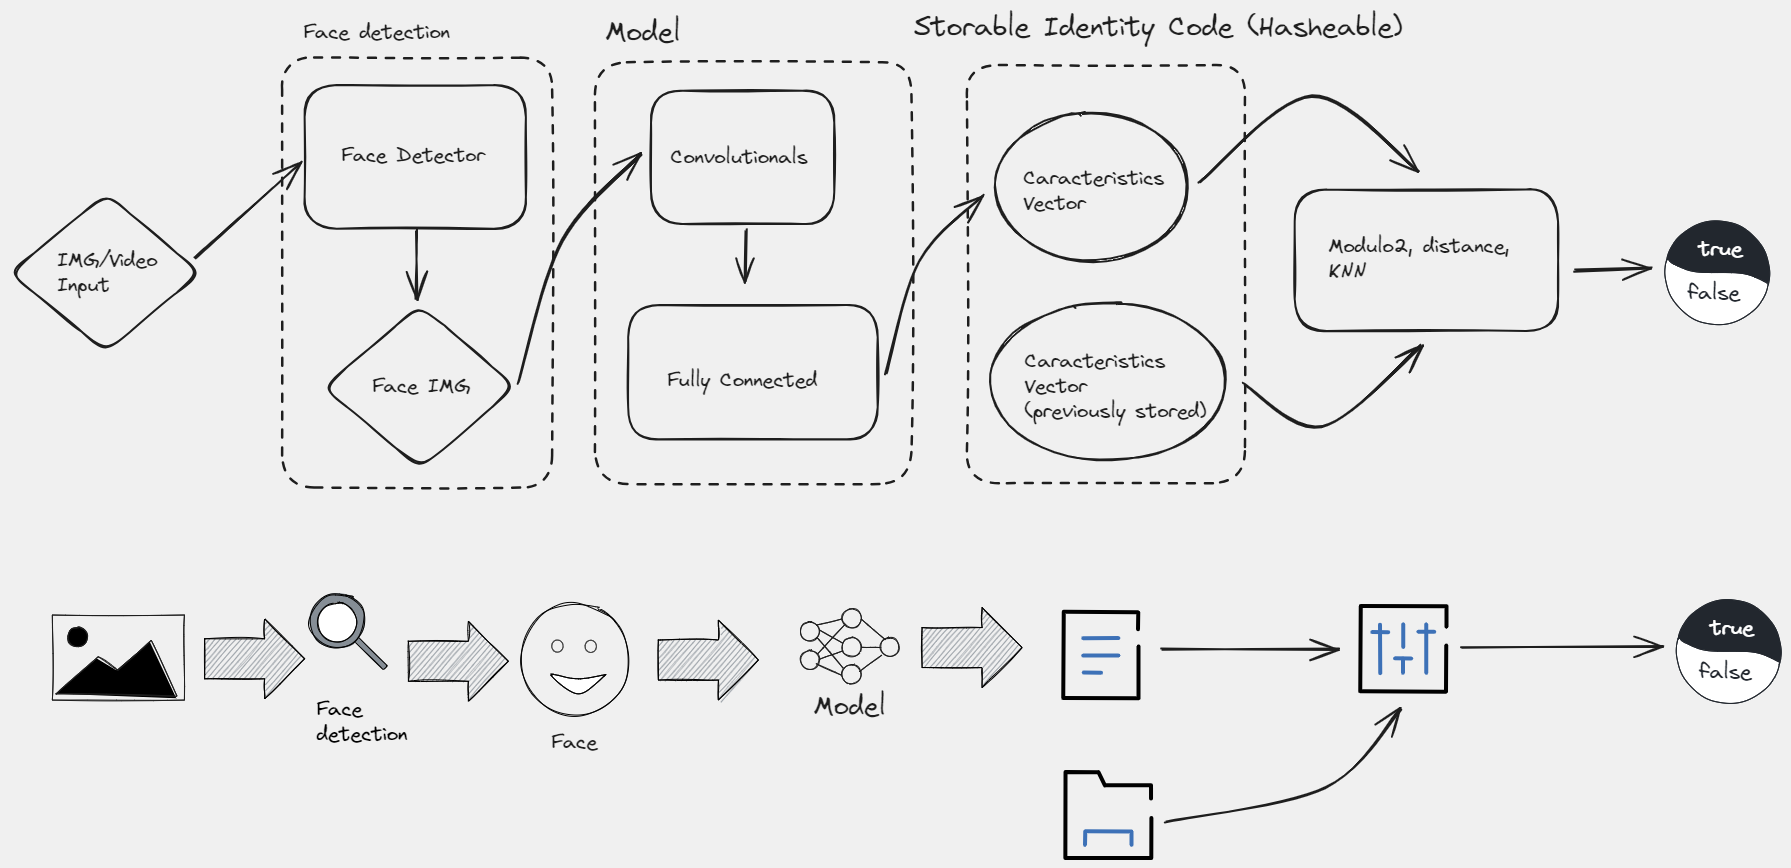 Face detection
Model
Storable Identity Code (Hasheable)
Face Detector
Convolutionals
Caracteristics
Vector
IMG/Video
Input
Modulo2, distance,
KNN
true
false
Face IMG
Fully Connected
Caracteristics
Vector
(previously stored)
Face
detection
Face
Model
true
false